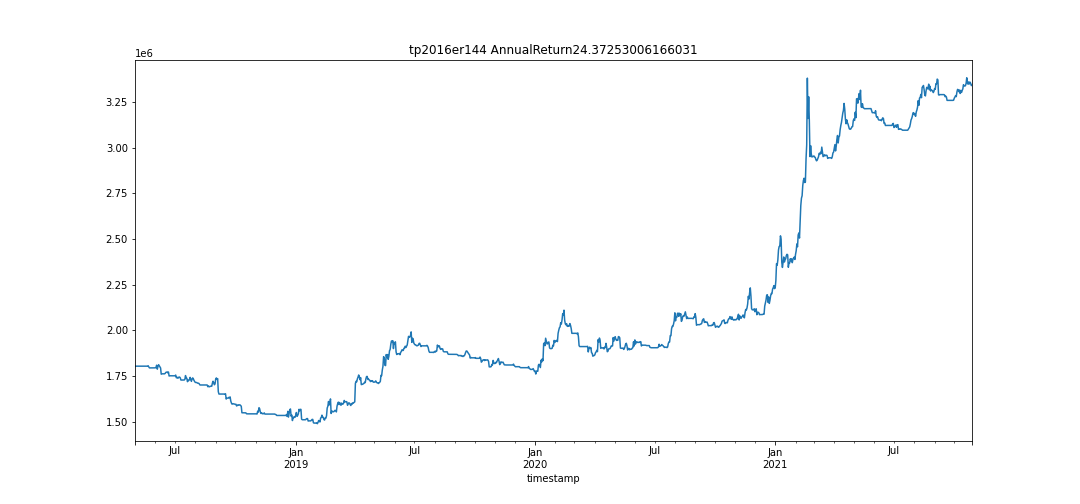 tp2016er144 AnnualReturn24.37253006166031
1e6
3.25
3.00
2.75
2.50
2.25
2.00
1.75
1.50
Jul Jan Jul Jan Jul Jan Jul
2019 2020 2021
timestamp